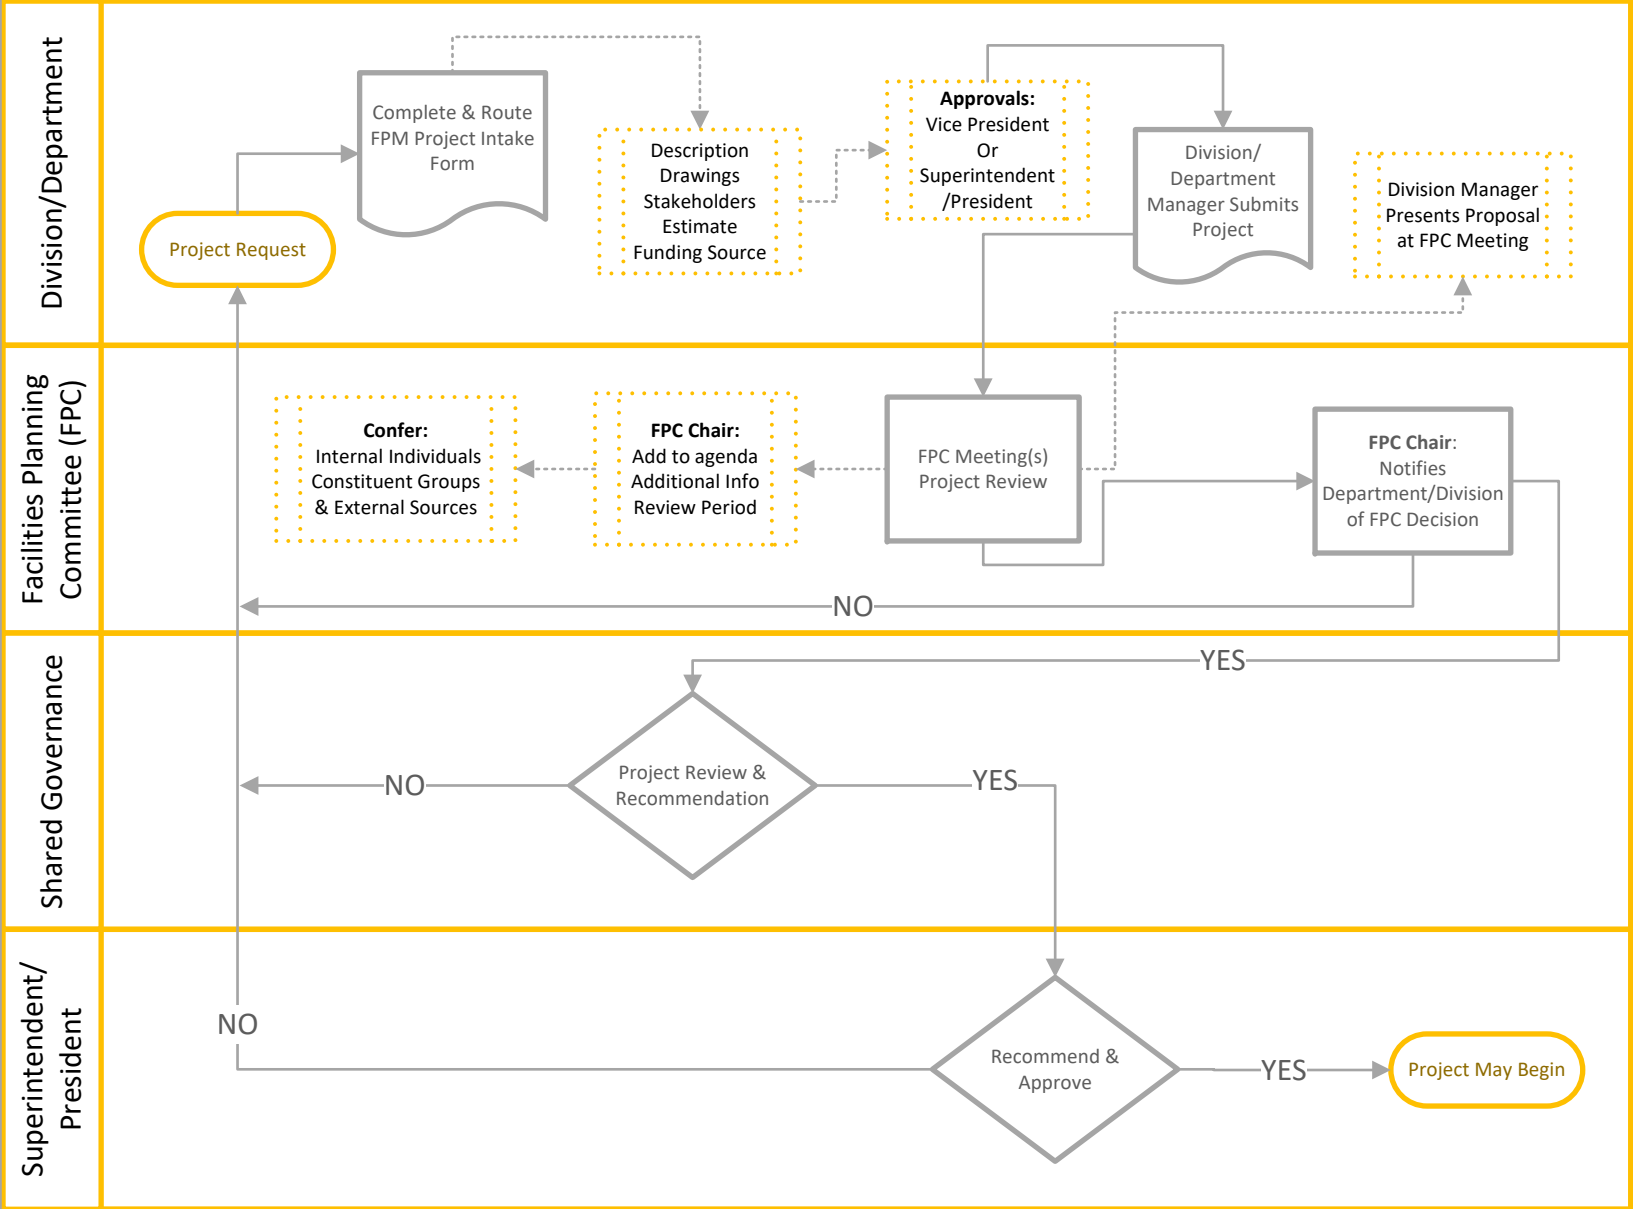 Division/Department
Complete & Route
FPM Project Intake
Form
Project Request
Description
Drawings
Stakeholders
Estimate
Funding Source
Approvals:
Vice President
Or
Superintendent
/President
Division/
Department
Manager Submits
Project
Division Manager
Presents Proposal
at FPC Meeting
Facilities Planning
Committee (FPC)
Confer:
Internal Individuals
Constituent Groups
& External Sources
FPC Chair:
Add to agenda
Additional Info
Review Period
FPC Meeting(s)
Project Review
FPC Chair:
Notifies
Department/Division
of FPC Decision
NO
Shared Governance
YES
Project Review &
Recommendation
NO
YES
Superintendent/
President
NO
Recommend &
Approve
YES
Project May Begin